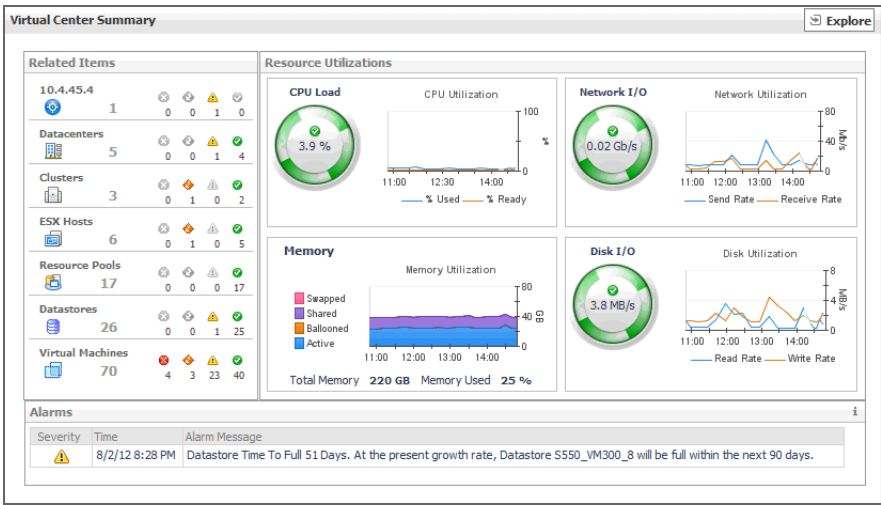 Virtual Center Summary
Explore
Related Items
10.4.45.4
1
0 0 1 0
Datacenters
5
0 0 1 4
Clusters
3
0 1 0 2
ESX Hosts
6
0 1 0 5
Resource Pools
17
0 0 0 17
Datastores
26
0 0 1 25
Virtual Machines
70
4 3 23 40
Resource Utilizations
CPU Load
3.9 %
CPU Utilization
100
%
0
11:00 12:30 14:00
% Used % Ready
Network I/O
0.02 Gb/s
Network Utilization
80
40
Mb/s
0
11:00 12:00 13:00 14:00
Send Rate Receive Rate
Memory
Memory Utilization
Swapped
Shared
Ballooned
Active
80
40
GB
0
11:00 12:00 13:00 14:00
Total Memory 220 GB Memory Used 25 %
Disk I/O
3.8 MB/s
Disk Utilization
8
4
MB/s
0
11:00 12:00 13:00 14:00
Read Rate Write Rate
Alarms
i
Severity Time Alarm Message
8/2/12 8:28 PM Datastore Time To Full 51 Days. At the present growth rate, Datastore S550_VM300_8 will be full within the next 90 days.